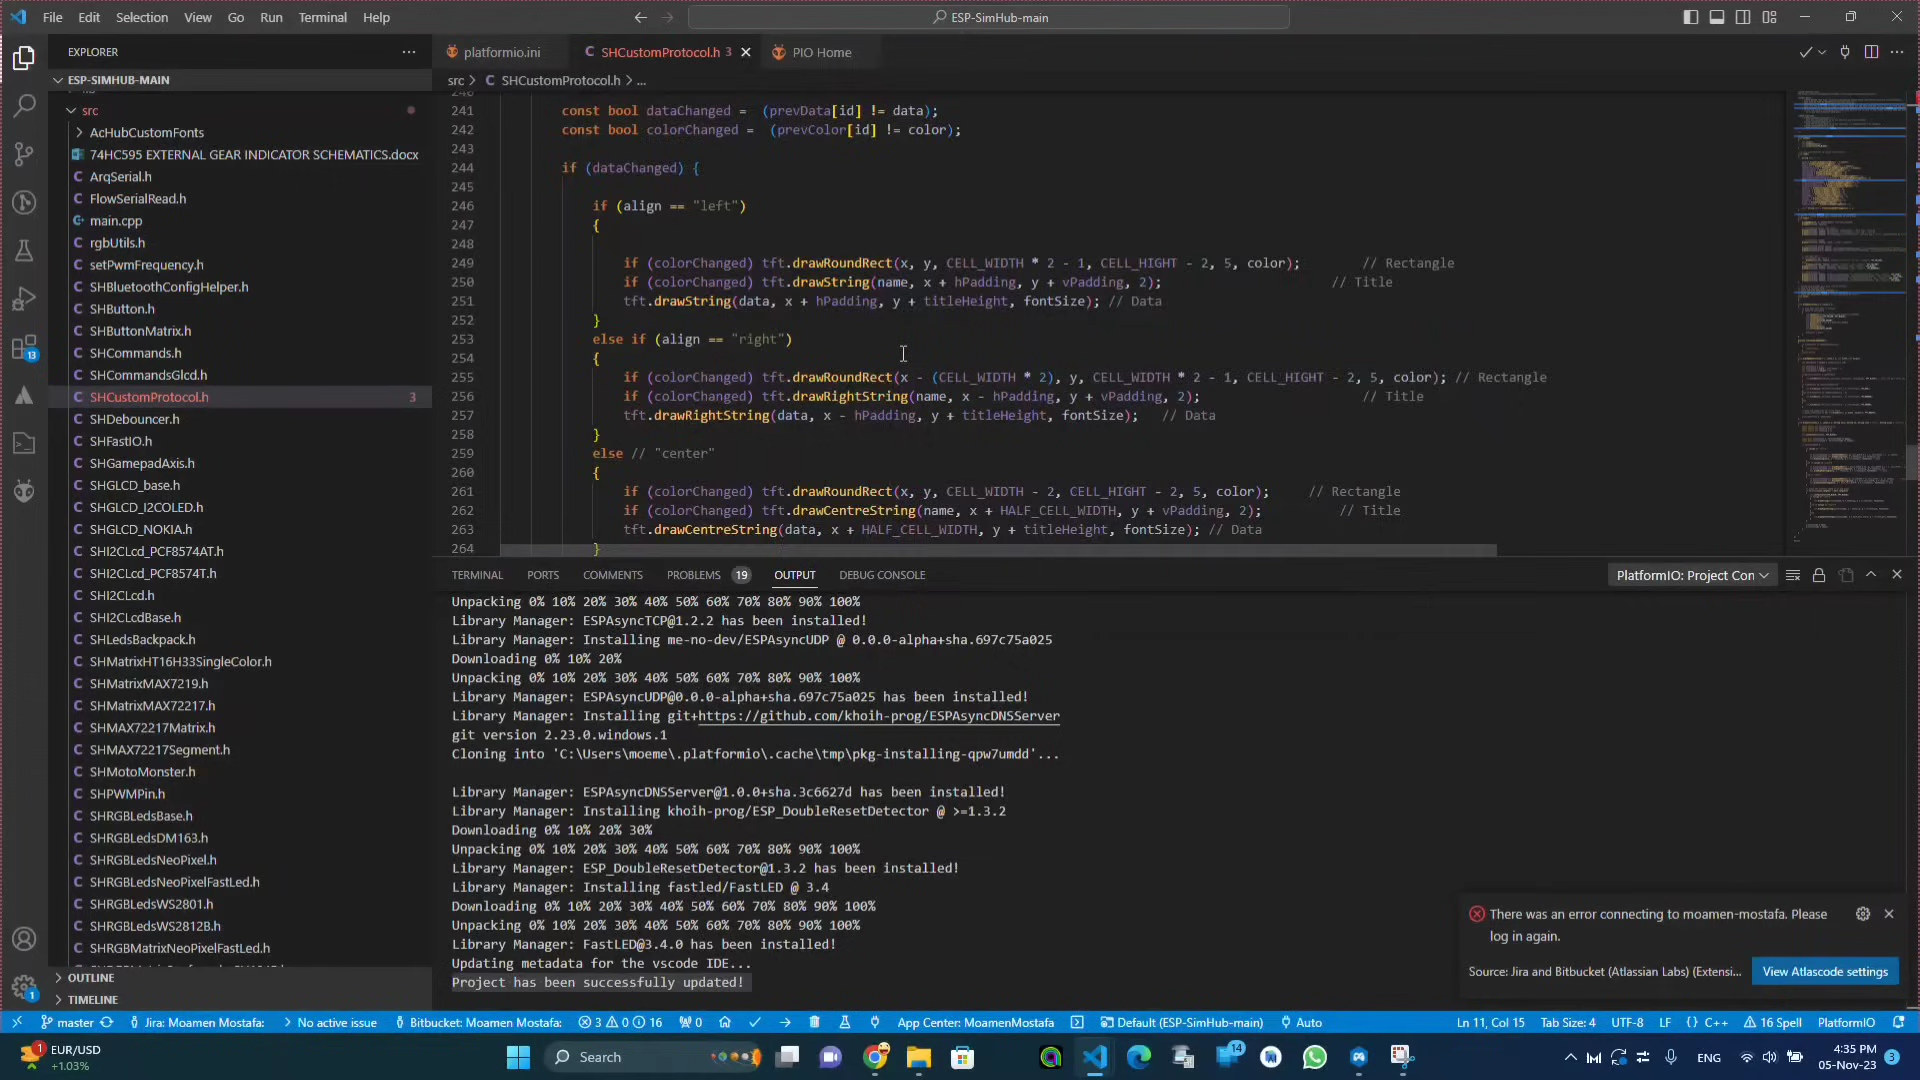 File Edit Selection View Go Run Terminal Help
ESP-SimHub-main
EXPLORER
platformio.ini
SHCustomProtocol.h 3
PIO Home
ESP-SIMHUB-MAIN
src > C SHCustomProtocol.h > ...
src
AcHubCustomFonts
74HC595 EXTERNAL GEAR INDICATOR SCHEMATICS.docx
ArqSerial.h
FlowSerialRead.h
main.cpp
rgbUtils.h
setPwmFrequency.h
SHBluetoothConfigHelper.h
SHButton.h
SHButtonMatrix.h
SHCommands.h
SHCommandsGlcd.h
SHCustomProtocol.h 3
SHDebouncer.h
SHFastIO.h
SHGamepadAxis.h
SHGLCD_base.h
SHGLCD_I2COLED.h
SHGLCD_NOKIA.h
SHI2CLcd_PCF8574AT.h
SHI2CLcd_PCF8574T.h
SHI2CLcd.h
SHI2CLcdBase.h
SHLedsBackpack.h
SHMatrixHT16H33SingleColor.h
SHMatrixMAX7219.h
SHMatrixMAX72217.h
SHMAX72217Matrix.h
SHMAX72217Segment.h
SHMotoMonster.h
SHPWMPin.h
SHRGBLedsBase.h
SHRGBLedsDM163.h
SHRGBLedsNeoPixel.h
SHRGBLedsNeoPixelFastLed.h
SHRGBLedsWS2801.h
SHRGBLedsWS2812B.h
SHRGBMatrixNeoPixelFastLed.h
OUTLINE
TIMELINE
241 const bool dataChanged = (prevData[id] != data);
242 const bool colorChanged = (prevColor[id] != color);
243
244 if (dataChanged) {
245
246 if (align == "left")
247 {
248
249 if (colorChanged) tft.drawRoundRect(x, y, CELL_WIDTH * 2 - 1, CELL_HIGHT - 2, 5, color); // Rectangle
250 if (colorChanged) tft.drawString(name, x + hPadding, y + vPadding, 2); // Title
251 tft.drawString(data, x + hPadding, y + titleHeight, fontSize); // Data
252 }
253 else if (align == "right")
254 {
255 if (colorChanged) tft.drawRoundRect(x - (CELL_WIDTH * 2), y, CELL_WIDTH * 2 - 1, CELL_HIGHT - 2, 5, color); // Rectangle
256 if (colorChanged) tft.drawRightString(name, x - hPadding, y + vPadding, 2); // Title
257 tft.drawRightString(data, x - hPadding, y + titleHeight, fontSize); // Data
258 }
259 else // "center"
260 {
261 if (colorChanged) tft.drawRoundRect(x, y, CELL_WIDTH - 2, CELL_HIGHT - 2, 5, color); // Rectangle
262 if (colorChanged) tft.drawCentreString(name, x + HALF_CELL_WIDTH, y + vPadding, 2); // Title
263 tft.drawCentreString(data, x + HALF_CELL_WIDTH, y + titleHeight, fontSize); // Data
264 }
TERMINAL PORTS COMMENTS PROBLEMS 19 OUTPUT DEBUG CONSOLE
PlatformIO: Project Con
Unpacking 0% 10% 20% 30% 40% 50% 60% 70% 80% 90% 100%
Library Manager: ESPAsyncTCP@1.2.2 has been installed!
Library Manager: Installing me-no-dev/ESPAsyncUDP @ 0.0.0-alpha+sha.697c75a025
Downloading 0% 10% 20%
Unpacking 0% 10% 20% 30% 40% 50% 60% 70% 80% 90% 100%
Library Manager: ESPAsyncUDP@0.0.0-alpha+sha.697c75a025 has been installed!
Library Manager: Installing git+https://github.com/khoih-prog/ESPAsyncDNSServer
git version 2.23.0.windows.1
Cloning into 'C:\Users\moeme\.platformio\.cache\tmp\pkg-installing-qpw7umdd'...
Library Manager: ESPAsyncDNSServer@1.0.0+sha.3c6627d has been installed!
Library Manager: Installing khoih-prog/ESP_DoubleResetDetector @ >=1.3.2
Downloading 0% 10% 20% 30%
Unpacking 0% 10% 20% 30% 40% 50% 60% 70% 80% 90% 100%
Library Manager: ESP_DoubleResetDetector@1.3.2 has been installed!
Library Manager: Installing fastled/FastLED @ 3.4
Downloading 0% 10% 20% 30% 40% 50% 60% 70% 80% 90% 100%
Unpacking 0% 10% 20% 30% 40% 50% 60% 70% 80% 90% 100%
Library Manager: FastLED@3.4.0 has been installed!
Updating metadata for the vscode IDE...
Project has been successfully updated!
There was an error connecting to moamen-mostafa. Please
log in again.
Source: Jira and Bitbucket (Atlassian Labs) (Extensi...
View Atlascode settings
master Jira: Moamen Mostafa: No active issue Bitbucket: Moamen Mostafa: 3 0 16 0 App Center: MoamenMostafa Default (ESP-SimHub-main) Auto Ln 11, Col 15 Tab Size: 4 UTF-8 LF {} C++ 16 Spell PlatformIO
EUR/USD
+1.03%
Search
14
ENG
4:35 PM
05-Nov-23
3